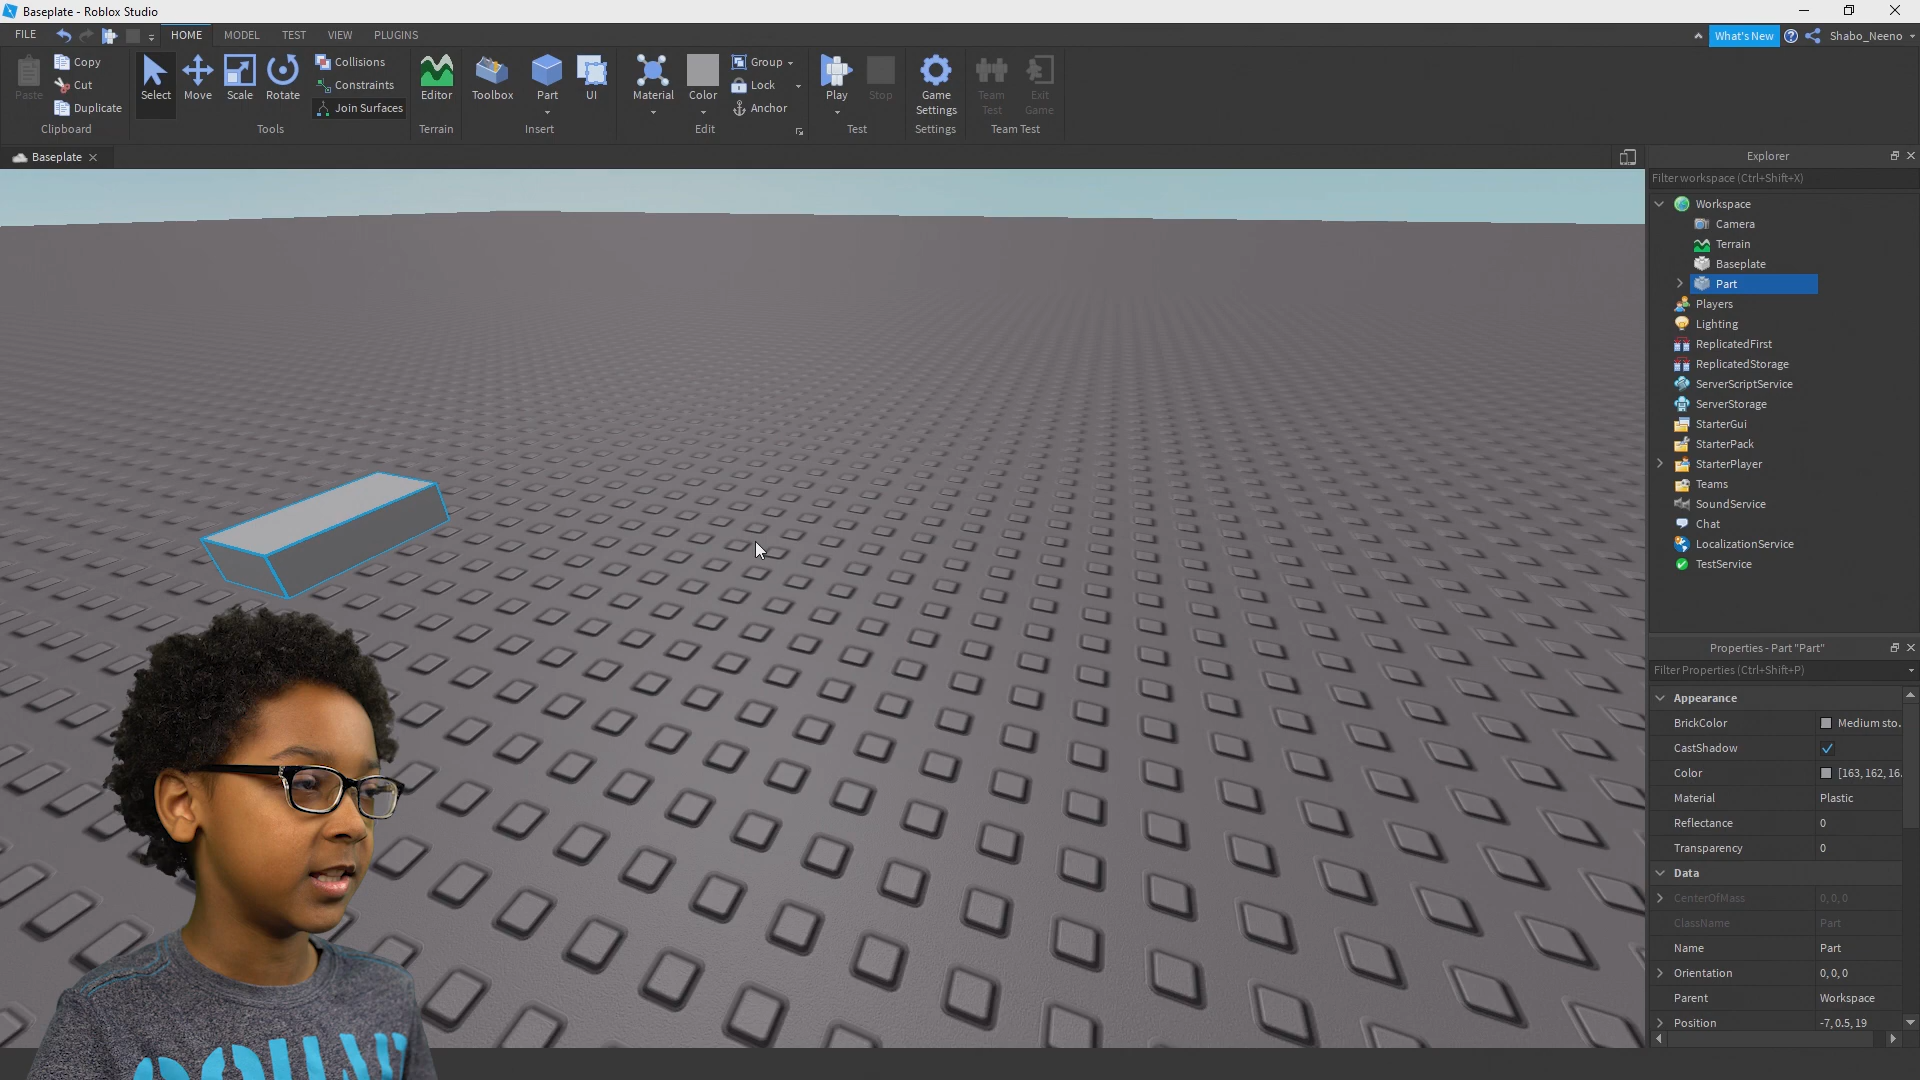 Baseplate - Roblox Studio
FILE HOME MODEL TEST VIEW PLUGINS What's New Shabo_Neeno
Paste Copy Cut Duplicate Clipboard
Select Move Scale Rotate Collisions Constraints Join Surfaces Tools
Editor Terrain
Toolbox Part UI Insert
Material Color Group Lock Anchor Edit
Play Stop Test
Game Settings Settings
Team Test Exit Game Team Test
Baseplate
Explorer
Filter workspace (Ctrl+Shift+X)
Workspace
Camera
Terrain
Baseplate
Part
Players
Lighting
ReplicatedFirst
ReplicatedStorage
ServerScriptService
ServerStorage
StarterGui
StarterPack
StarterPlayer
Teams
SoundService
Chat
LocalizationService
TestService
Properties - Part "Part"
Filter Properties (Ctrl+Shift+P)
Appearance
BrickColor Medium sto...
CastShadow
Color [163, 162, 16...
Material Plastic
Reflectance 0
Transparency 0
Data
CenterOfMass 0, 0, 0
ClassName Part
Name Part
Orientation 0, 0, 0
Parent Workspace
Position -7, 0.5, 19